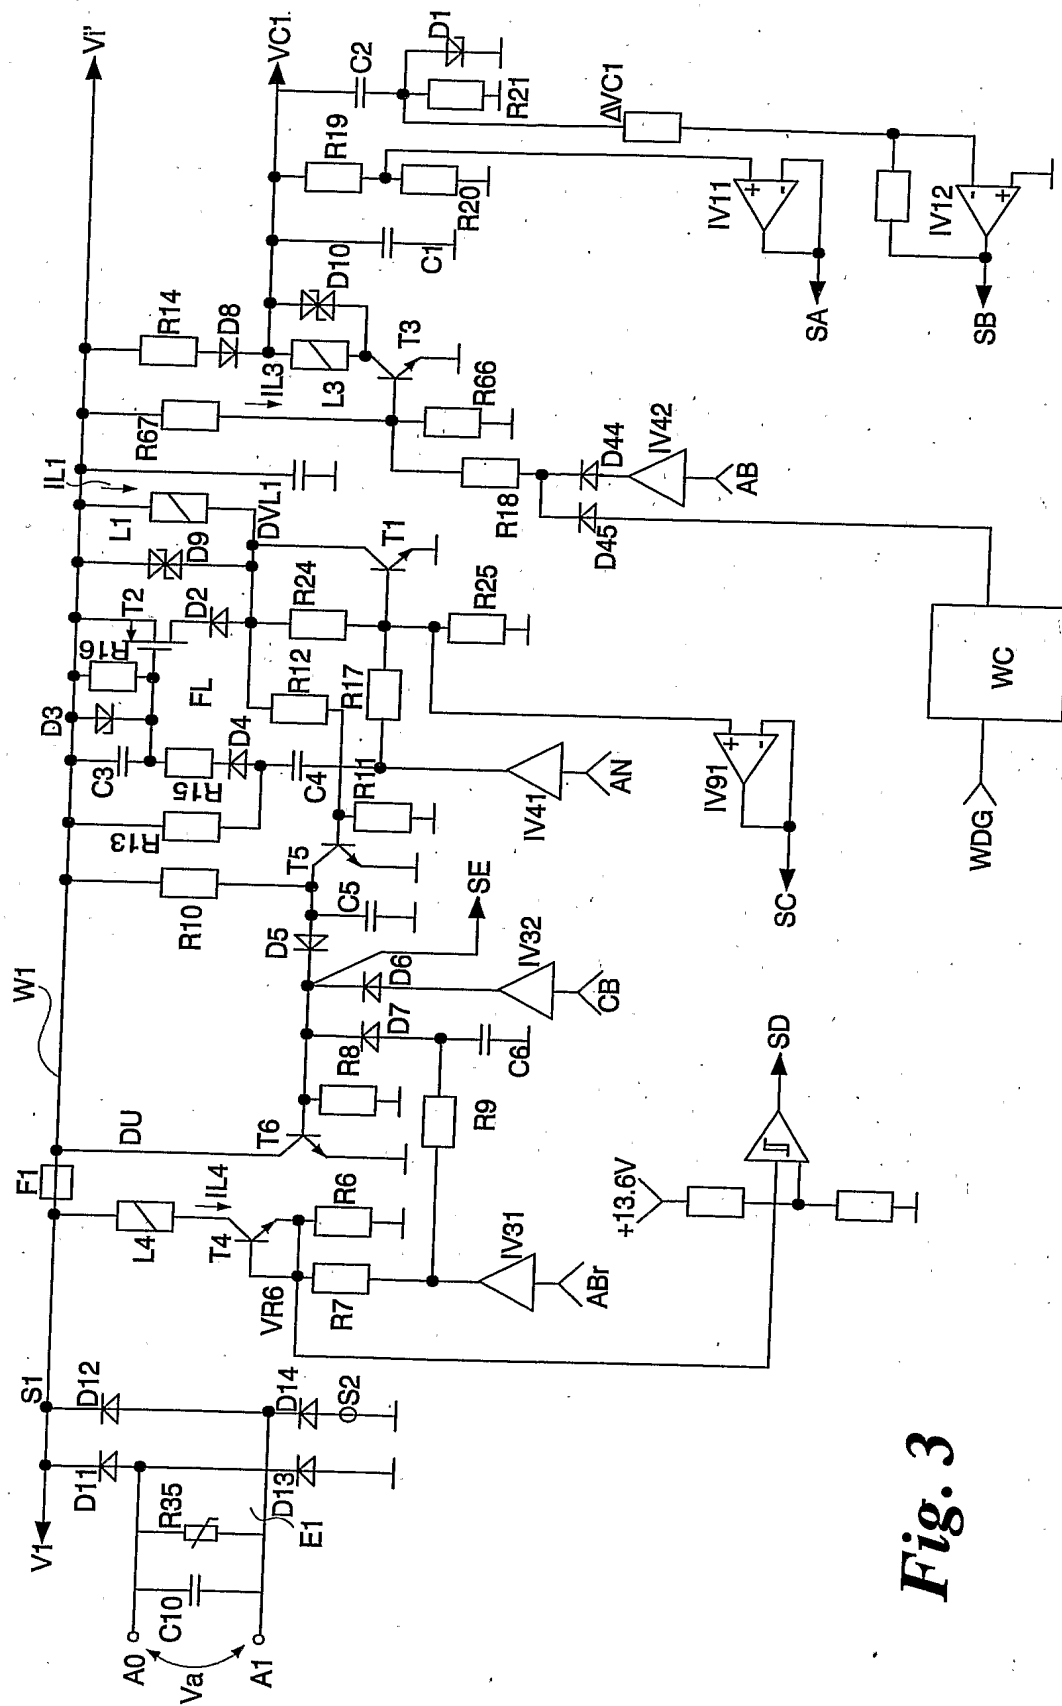 V1
S1
F1
W1
Vi'
D11
D12
A0
Va
A1
C10
R35
D13
E1
D14
S2
L4
IL4
T4
VR6
R7
R6
IV31
ABr
DU
T6
R8
R9
D7
C6
D6
IV32
CB
SE
D5
C5
R10
T5
R11
R13
R15
C3
D3
D4
C4
FL
R16
T2
D2
R12
R17
IV41
AN
D9
L1
IL1
DVL1
R24
T1
R25
R67
IL3
R14
D8
L3
D10
T3
R66
R18
D44
D45
IV42
AB
VC1
C1
R19
R20
C2
D1
R21
ΔVC1
IV11
+
-
SA
IV12
-
+
SB
IV91
+
-
SC
WC
WDG
+13.6V
SD
Fig. 3